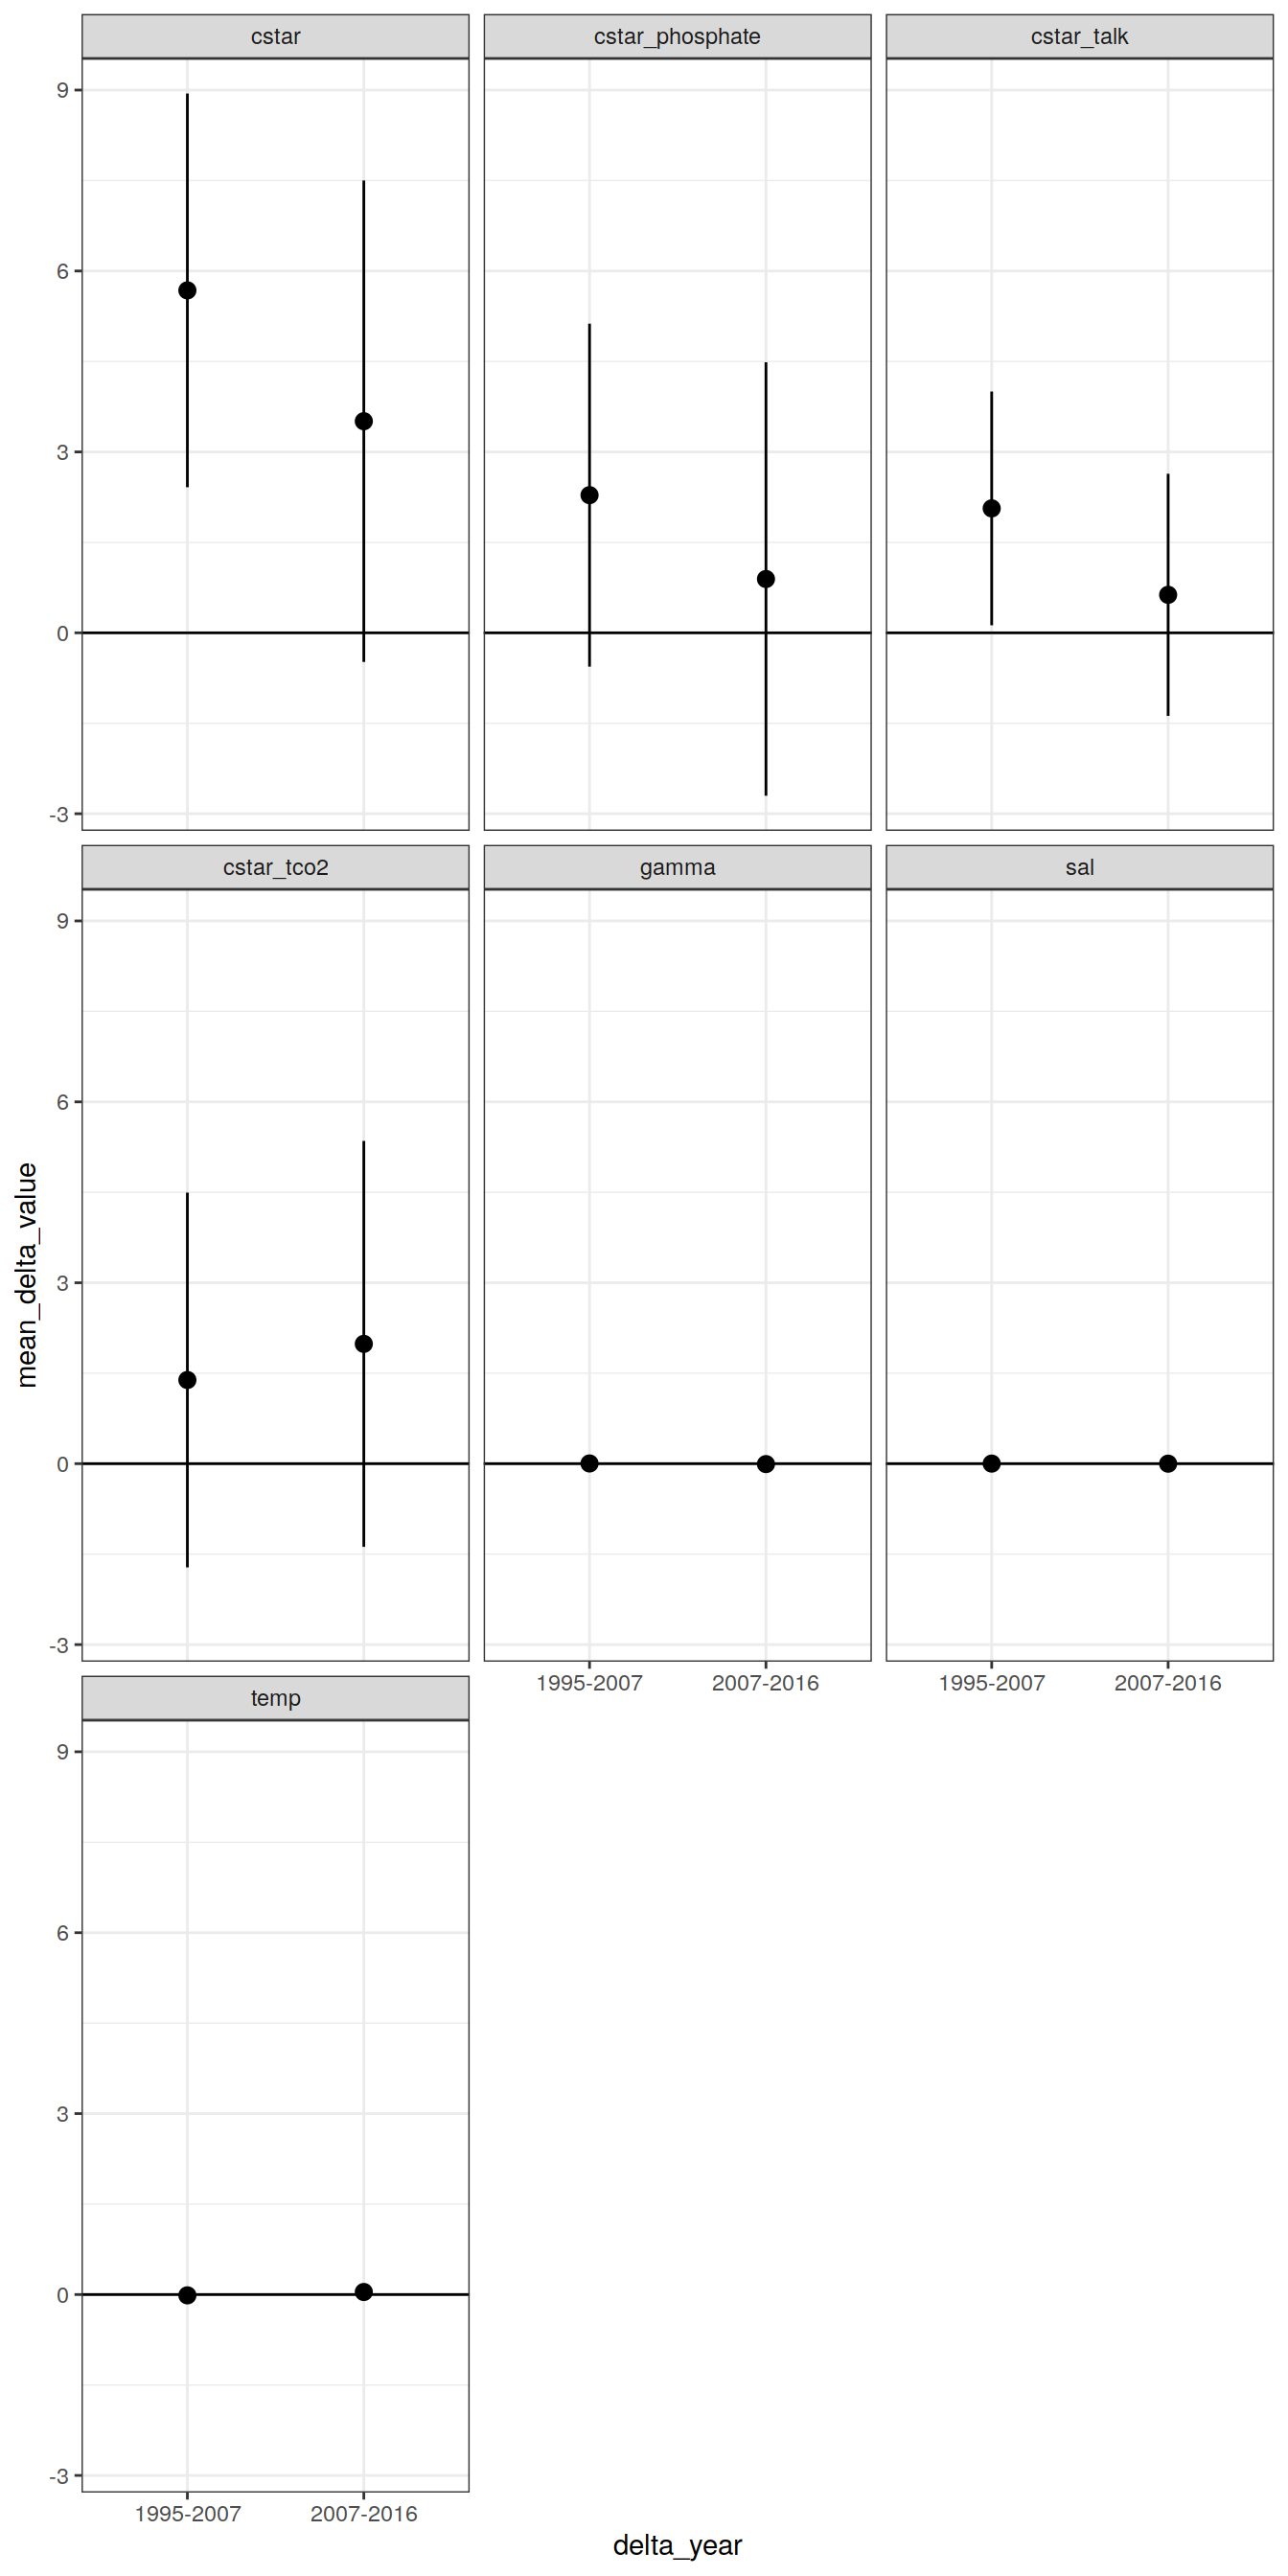 cstar
cstar_phosphate
cstar_talk
9
6
3
0
-3
cstar_tco2
gamma
sal
9
6
3
0
-3
mean_delta_value
1995-2007 2007-2016
1995-2007 2007-2016
temp
9
6
3
0
-3
1995-2007 2007-2016
delta_year